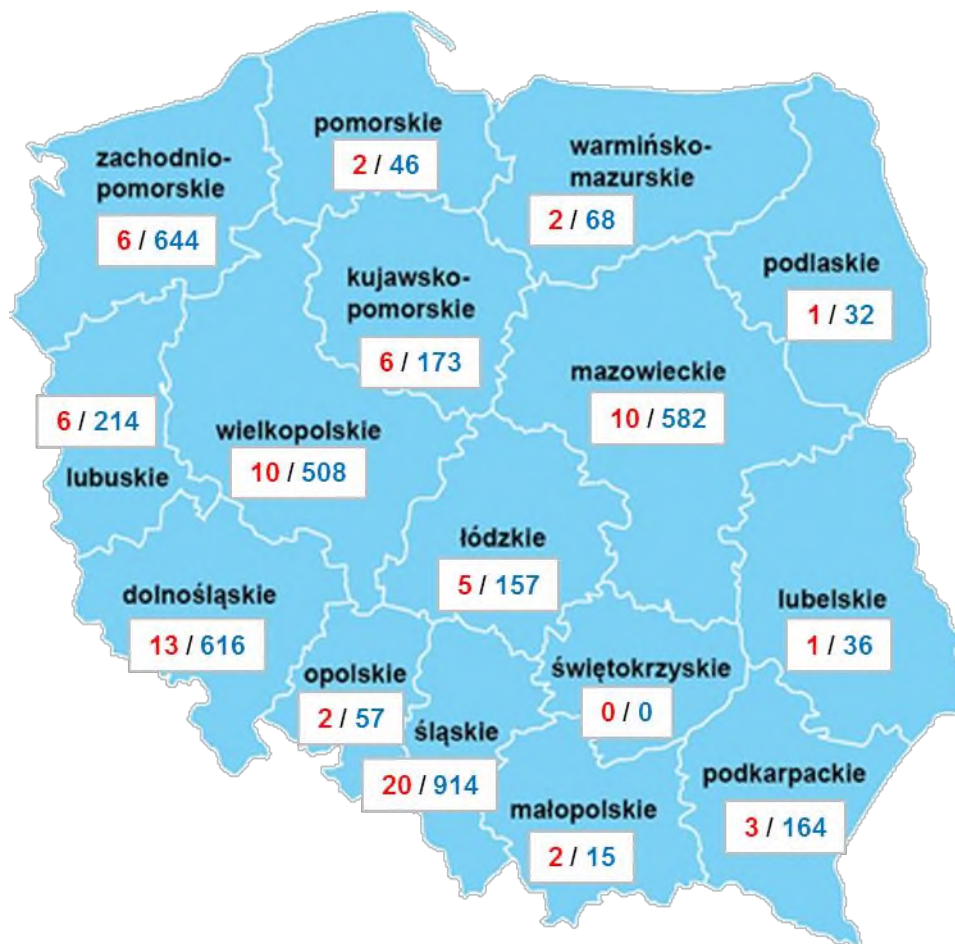 pomorskie
2 / 46
zachodnio-
pomorskie
6 / 644
warmińsko-
mazurskie
2 / 68
kujawsko-
pomorskie
6 / 173
podlaskie
1 / 32
mazowieckie
10 / 582
6 / 214
lubuskie
wielkopolskie
10 / 508
łódzkie
5 / 157
dolnośląskie
13 / 616
lubelskie
1 / 36
opolskie
2 / 57
świętokrzyskie
0 / 0
śląskie
20 / 914
podkarpackie
3 / 164
małopolskie
2 / 15